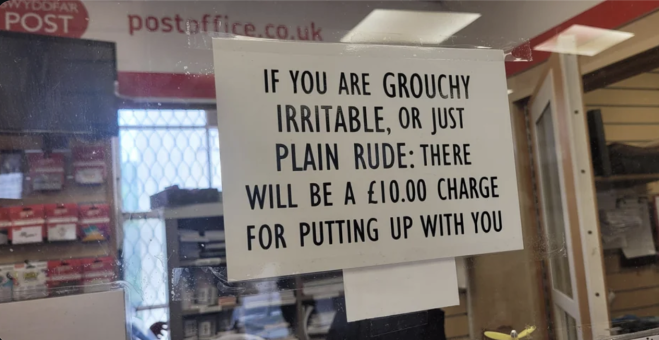 WYDDFA'R
POST
postoffice.co.uk
IF YOU ARE GROUCHY
IRRITABLE, OR JUST
PLAIN RUDE: THERE
WILL BE A £10.00 CHARGE
FOR PUTTING UP WITH YOU